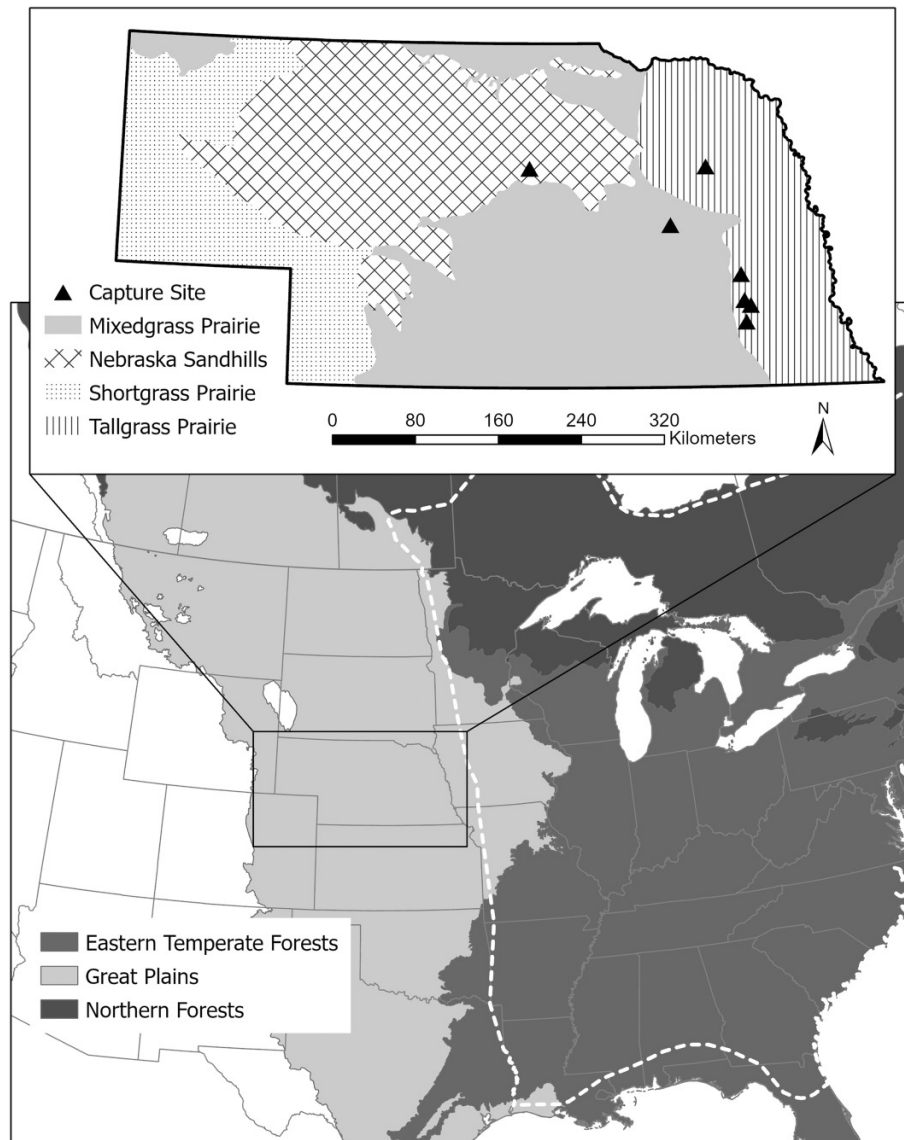 Capture Site
Mixedgrass Prairie
Nebraska Sandhills
Shortgrass Prairie
Tallgrass Prairie
0 80 160 240 320
Kilometers
N
Eastern Temperate Forests
Great Plains
Northern Forests